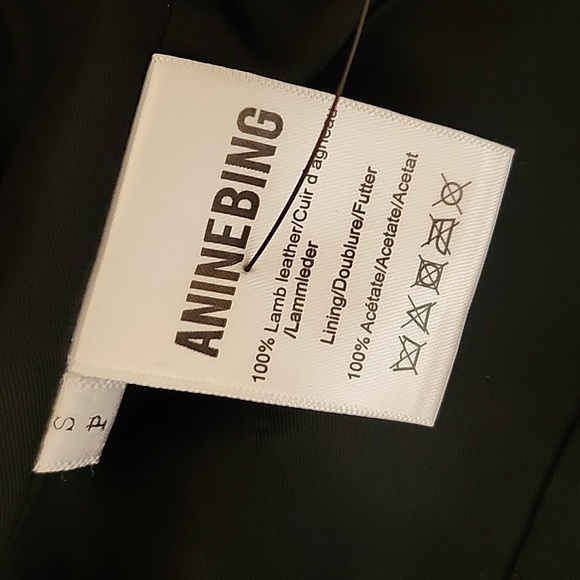 ANINEBING
100% Lamb leather/Cuir d'agneau
/Lammleder
Lining/Doublure/Futter
100% Acétate/Acetate/Acetat
S